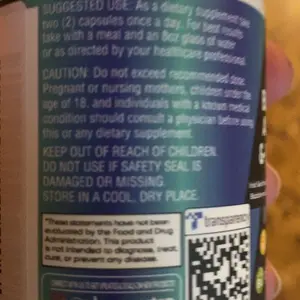 SUGGESTED USE: As a dietary supplement take
two (2) capsules once a day. For best results
take with a meal and an 8oz glass of water
or as directed by your healthcare professional.
CAUTION: Do not exceed recommended dose.
Pregnant or nursing mothers, children under the
age of 18, and individuals with a known medical
condition should consult a physician before using
this or any dietary supplement.
KEEP OUT OF REACH OF CHILDREN.
DO NOT USE IF SAFETY SEAL IS
DAMAGED OR MISSING.
STORE IN A COOL, DRY PLACE.
*These statements have not been
evaluated by the Food and Drug
Administration. This product
is not intended to diagnose, treat,
cure, or prevent any disease.
transparency